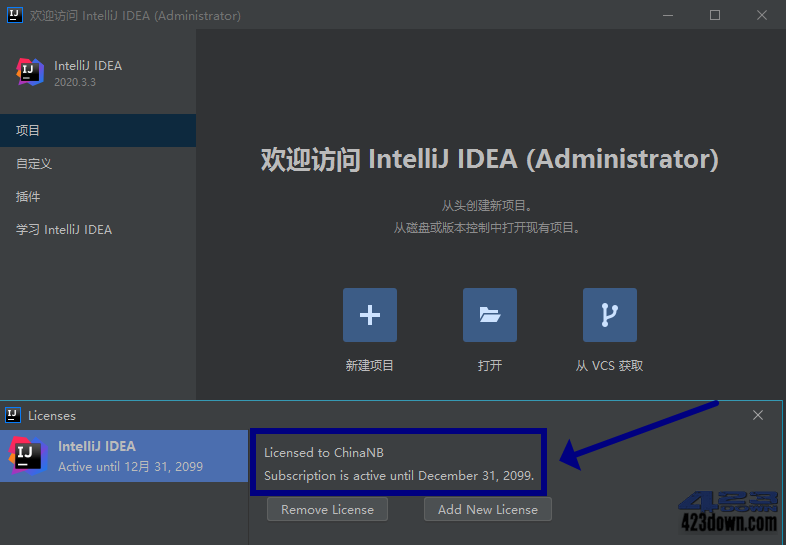 欢迎访问 IntelliJ IDEA (Administrator)
IntelliJ IDEA
2020.3.3
项目
自定义
插件
学习 IntelliJ IDEA
欢迎访问 IntelliJ IDEA (Administrator)
从头创建新项目。
从磁盘或版本控制中打开现有项目。
新建项目
打开
从 VCS 获取
Licenses
IntelliJ IDEA
Active until 12月 31, 2099
Licensed to ChinaNB
Subscription is active until December 31, 2099.
Remove License
Add New License
423
DOWN
423down.com